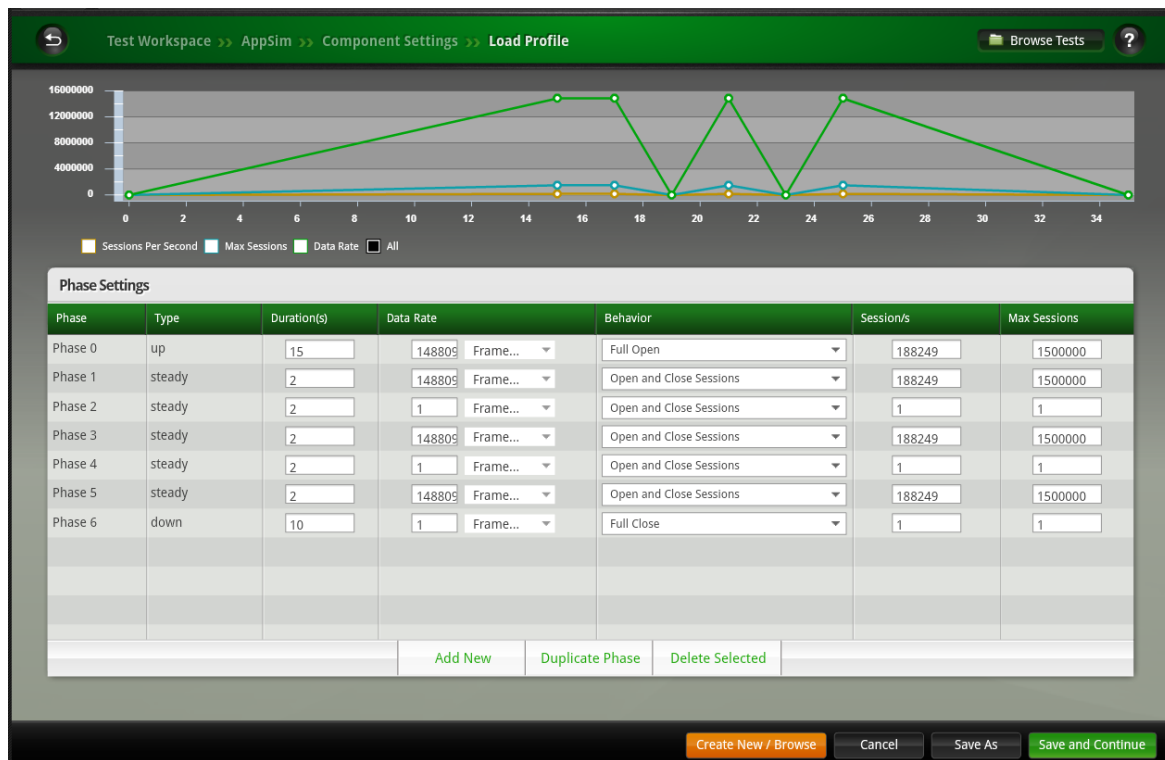 Test Workspace >> AppSim >> Component Settings >> Load Profile
Browse Tests ?
16000000
12000000
8000000
4000000
0
0 2 4 6 8 10 12 14 16 18 20 22 24 26 28 30 32 34
Sessions Per Second Max Sessions Data Rate All
Phase Settings
Phase Type Duration(s) Data Rate Behavior Session/s Max Sessions
Phase 0 up 15 148809 Frame... Full Open 188249 1500000
Phase 1 steady 2 148809 Frame... Open and Close Sessions 188249 1500000
Phase 2 steady 2 1 Frame... Open and Close Sessions 1 1
Phase 3 steady 2 148809 Frame... Open and Close Sessions 188249 1500000
Phase 4 steady 2 1 Frame... Open and Close Sessions 1 1
Phase 5 steady 2 148809 Frame... Open and Close Sessions 188249 1500000
Phase 6 down 10 1 Frame... Full Close 1 1
Add New Duplicate Phase Delete Selected
Create New / Browse Cancel Save As Save and Continue